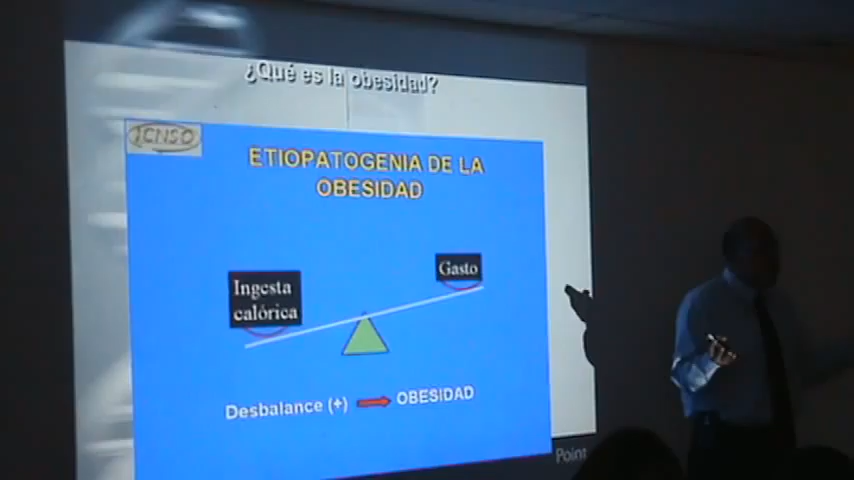 ¿Qué es la obesidad?
ICNSO
ETIOPATOGENIA DE LA
OBESIDAD
Gasto
Ingesta
calórica
Desbalance (+) OBESIDAD
Point